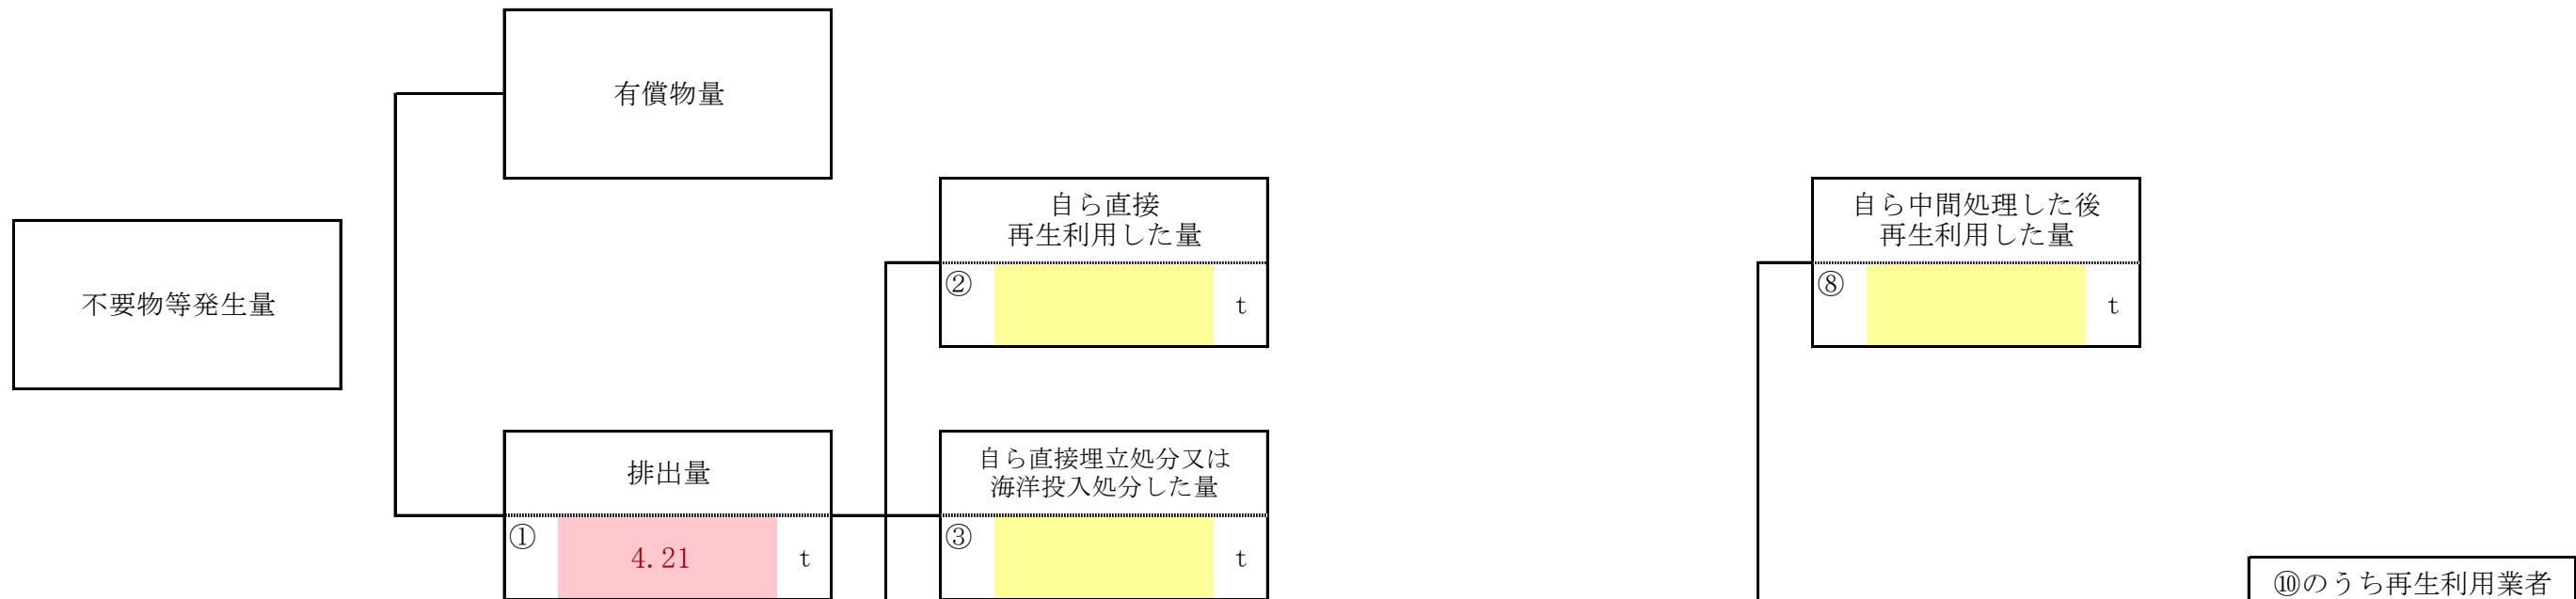 有償物量
自ら直接
再生利用した量
② t
自ら中間処理した後
再生利用した量
⑧ t
不要物等発生量
排出量
① 4.21 t
自ら直接埋立処分又は
海洋投入処分した量
③ t
⑩のうち再生利用業者